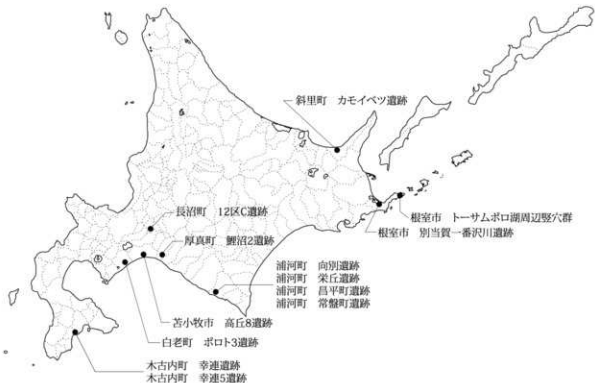 斜里町　カモイベツ遺跡
根室市　トーサムポロ湖周辺竪穴群
根室市　別当賀一番沢川遺跡
長沼町　12区C遺跡
厚真町　鯉沼2遺跡
浦河町　向別遺跡
浦河町　栄丘遺跡
浦河町　昌平町遺跡
浦河町　常盤町遺跡
苫小牧市　高丘8遺跡
白老町　ポロト3遺跡
木古内町　幸連遺跡
木古内町　幸連5遺跡